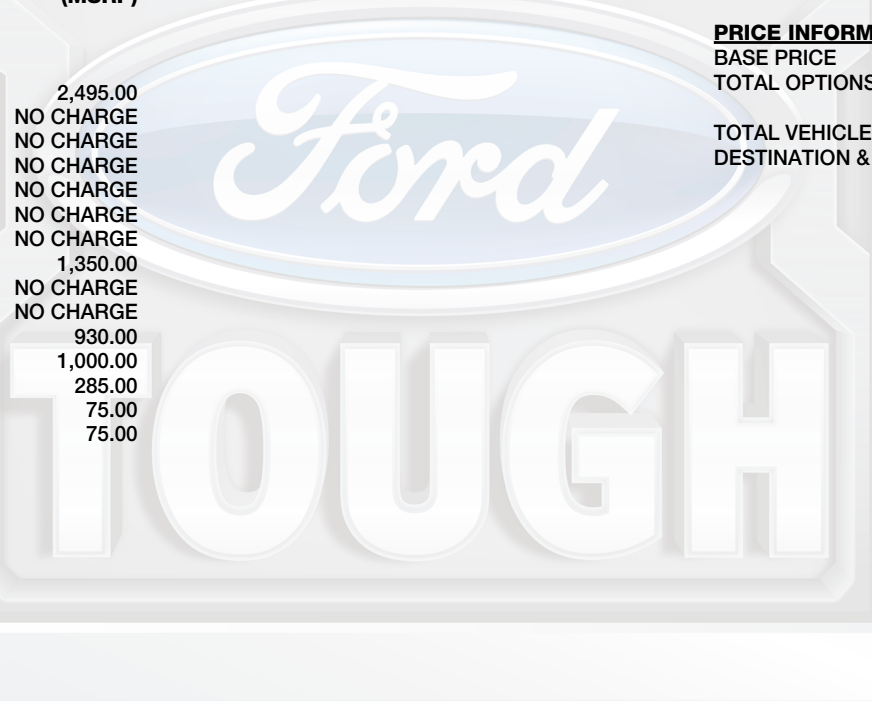 2,495.00
NO CHARGE
NO CHARGE
NO CHARGE
NO CHARGE
NO CHARGE
NO CHARGE
1,350.00
NO CHARGE
NO CHARGE
930.00
1,000.00
285.00
75.00
75.00
PRICE
BASE PRICE
TOTAL OPTIONS
TOTAL VEHICLE
DESTINATION &
Ford
TOUGH